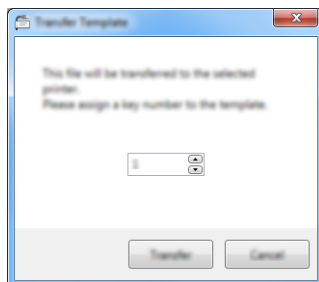 Transfer Template
This file will be transferred to the selected
printer.
Please assign a key number to the template.
Transfer
Cancel